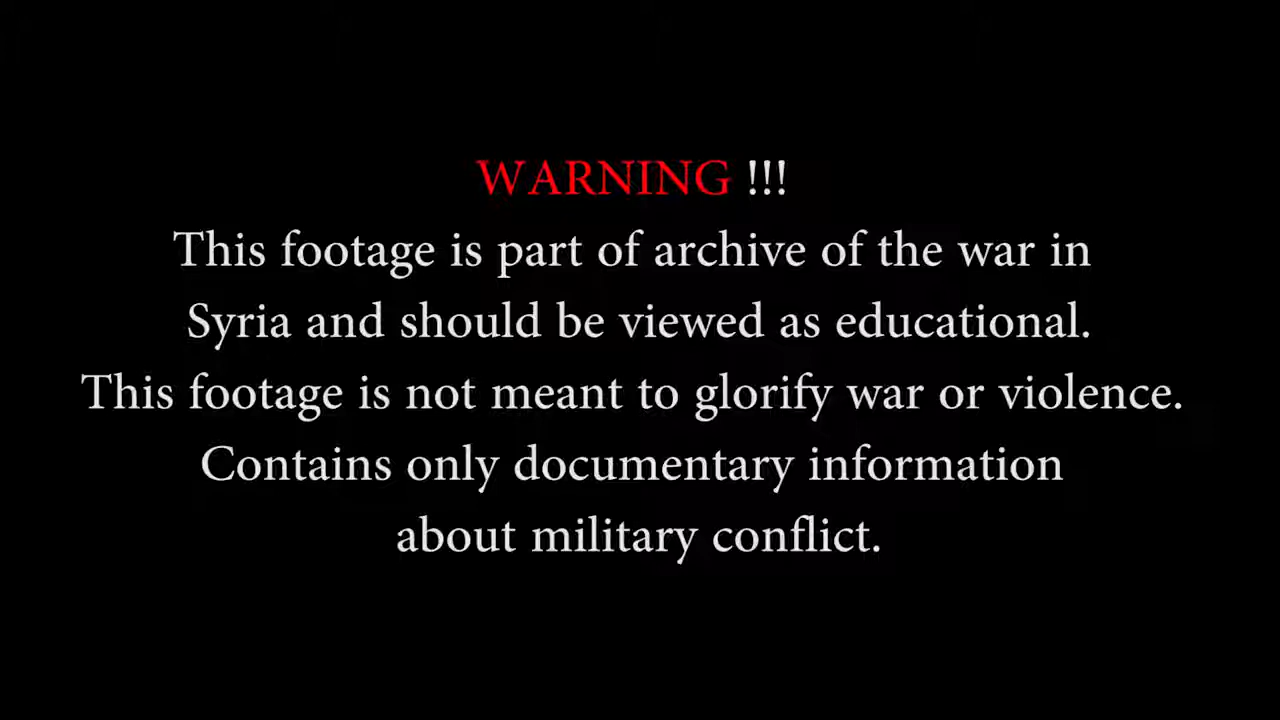 WARNING !!!
This footage is part of archive of the war in
Syria and should be viewed as educational.
This footage is not meant to glorify war or violence.
Contains only documentary information
about military conflict.